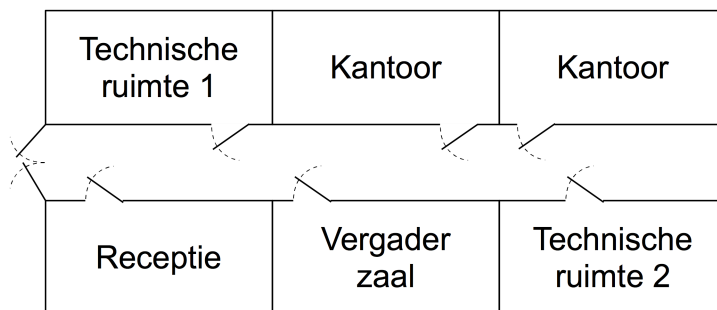 Technische
ruimte 1
Kantoor
Kantoor
Receptie
Vergader
zaal
Technische
ruimte 2